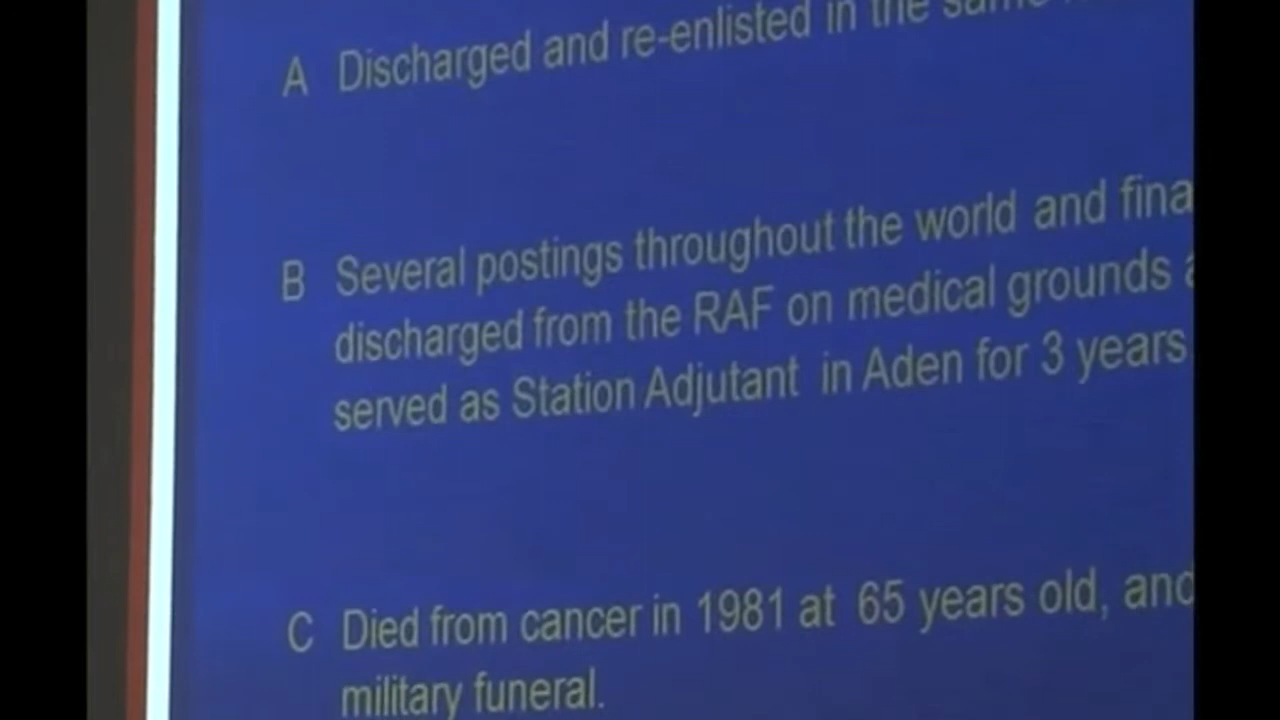 A Discharged and re-enlisted in the same
B Several postings throughout the world and fina
discharged from the RAF on medical grounds
served as Station Adjutant in Aden for 3 years
C Died from cancer in 1981 at 65 years old, and
military funeral.